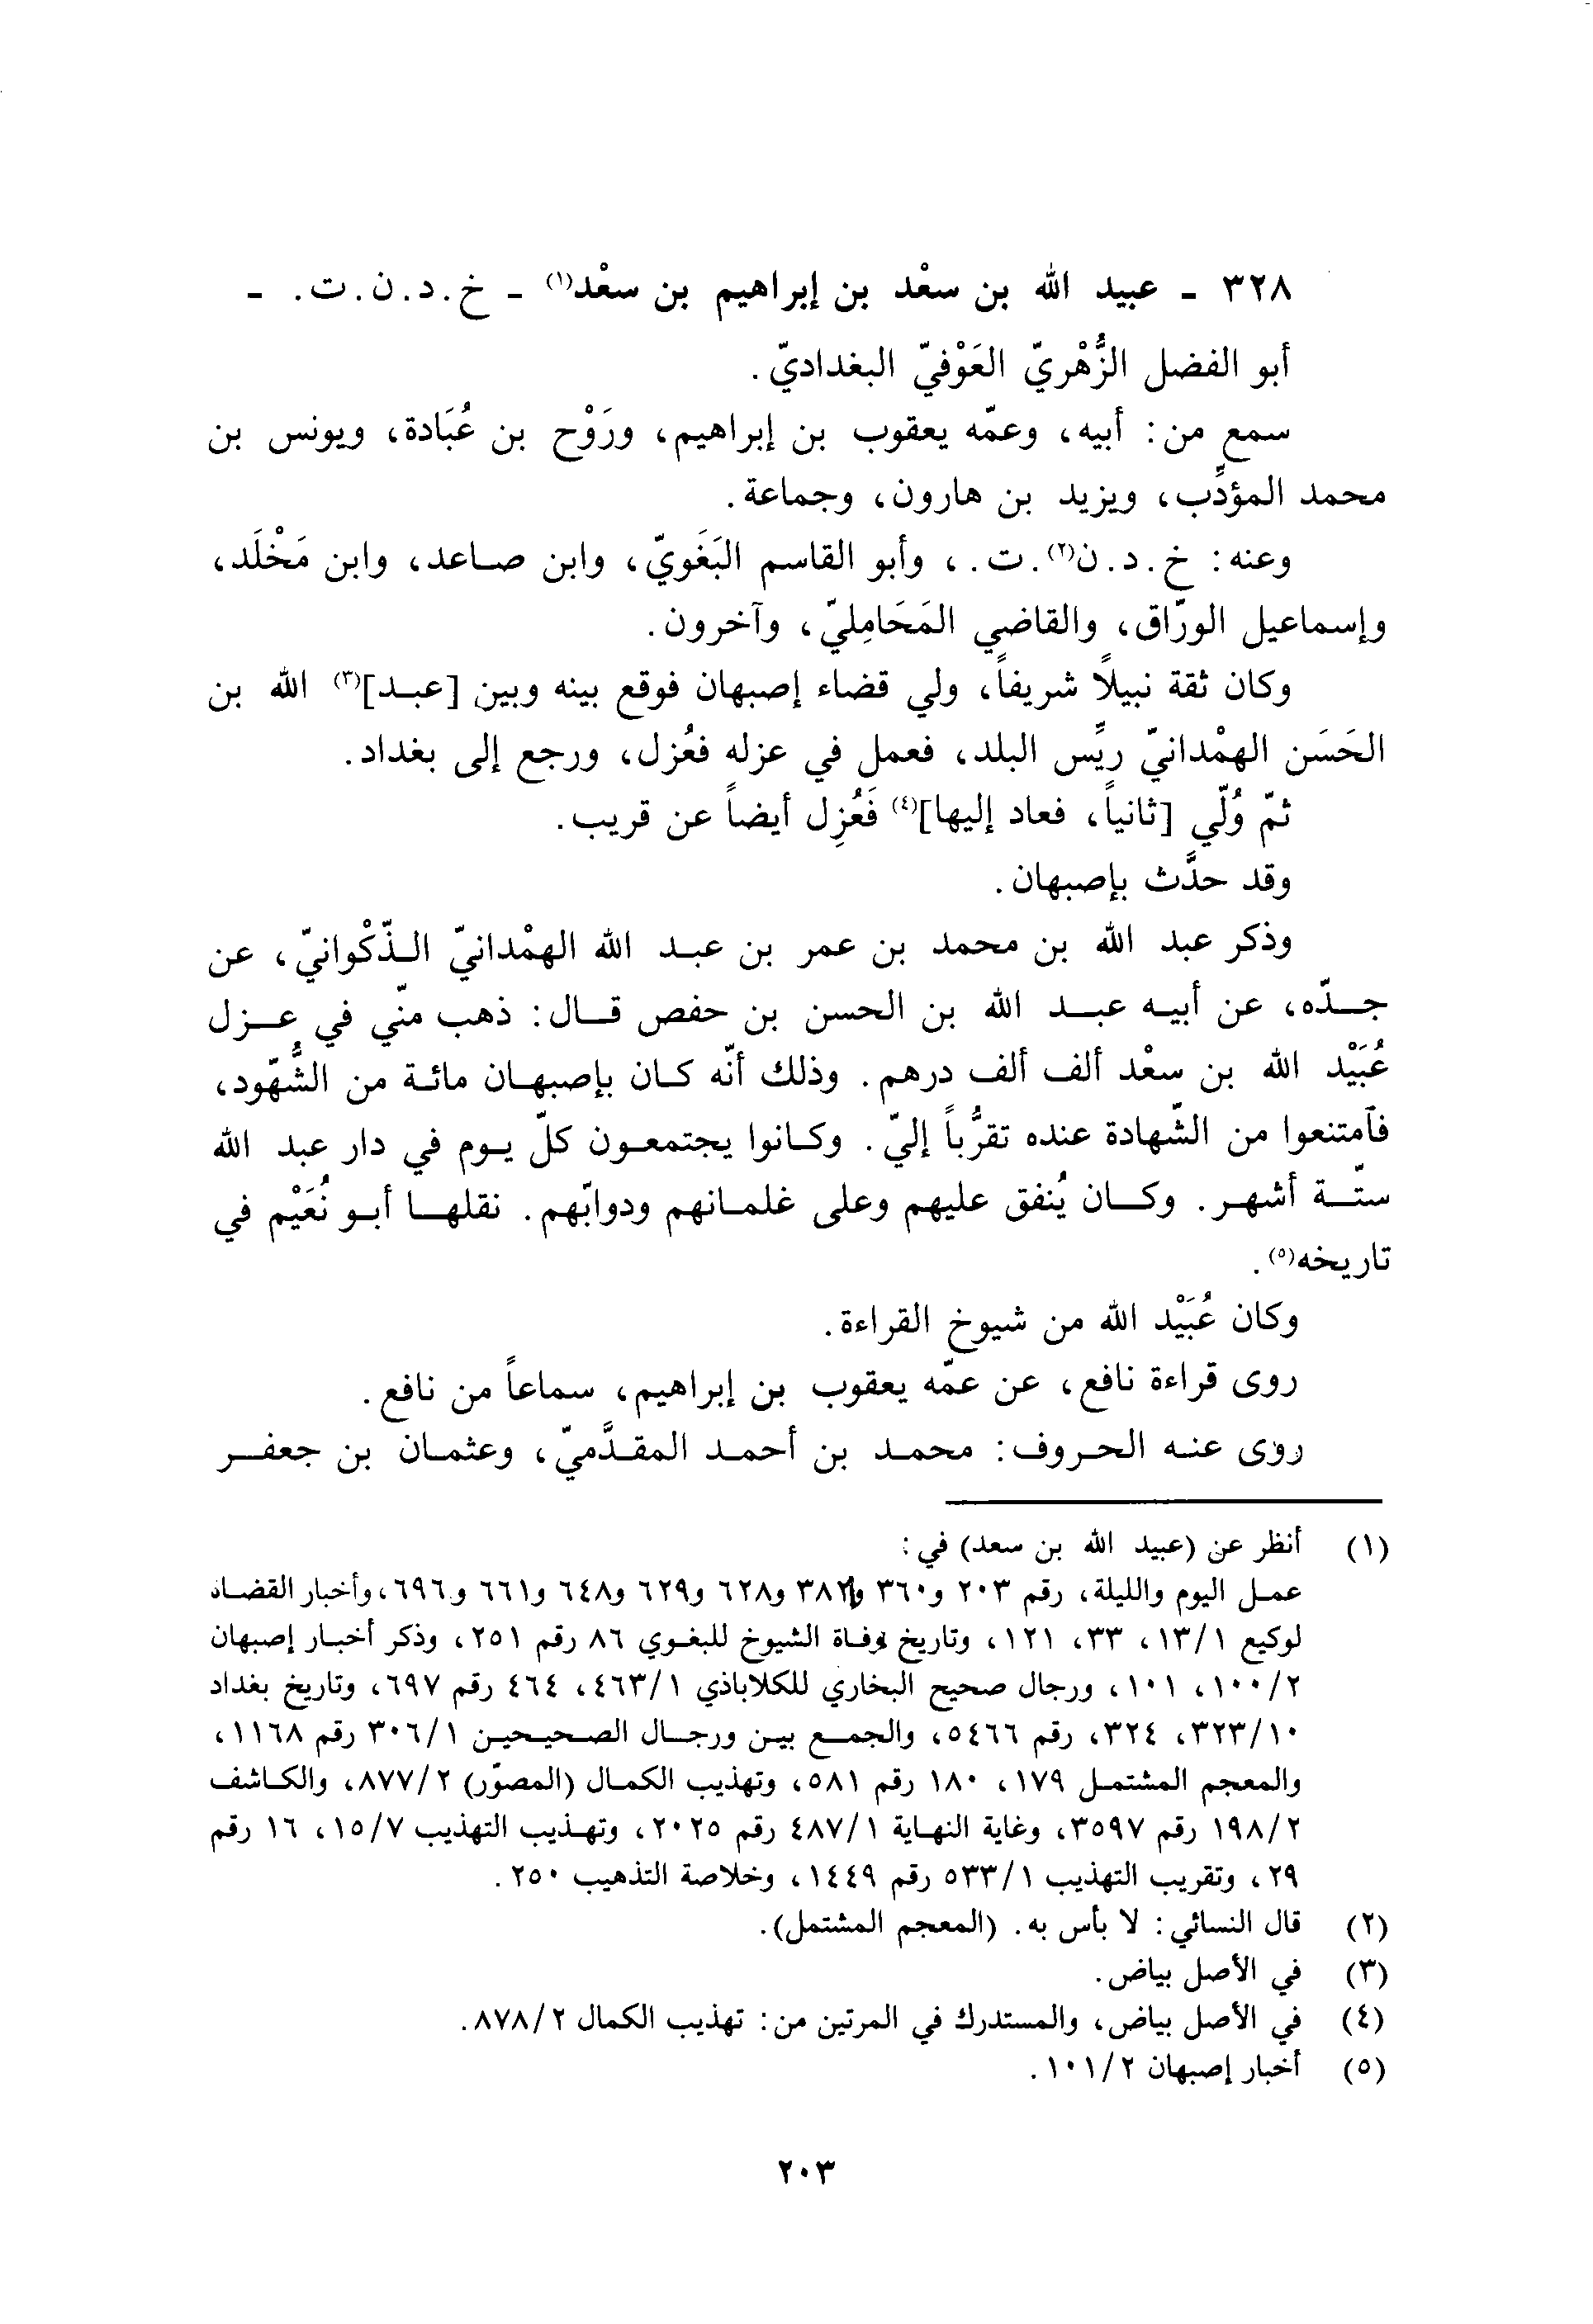 ٣٢٨ - عبيد الله بن سعْد بن إبراهيم بن سعْد(١) - خ. د. ن. ت. -
أبو الفضل الزُّهْريّ العَوْفيّ البغداديّ.
سمع من: أبيه، وعمّه يعقوب بن إبراهيم، ورَوْح بن عُبَادة، ويونس بن
محمد المؤدِّب، ويزيد بن هارون، وجماعة.
وعنه: خ. د. ن(٢). ت. ، وأبو القاسم البَغَويّ، وابن صاعد، وابن مَخْلَد،
وإسماعيل الورّاق، والقاضي المَحَامِليّ، وآخرون.
وكان ثقة نبيلاً شريفاً، ولي قضاء إصبهان فوقع بينه وبين [عبد](٣) الله بن
الحَسَن الهمْدانيّ ريّس البلد، فعمل في عزله فعُزل، ورجع إلى بغداد.
ثمّ وُلّي [ثانياً، فعاد إليها](٤) فَعُزِل أيضاً عن قريب.
وقد حدَّث بإصبهان.
وذكر عبد الله بن محمد بن عمر بن عبد الله الهمْدانيّ الذّكْوانيّ، عن
جدّه، عن أبيه عبد الله بن الحسن بن حفص قال: ذهب منّي في عزل
عُبَيْد الله بن سعْد ألف ألف درهم. وذلك أنّه كان بإصبهان مائة من الشُّهّود،
فآمتنعوا من الشّهادة عنده تقرُّباً إليّ. وكانوا يجتمعون كلّ يوم في دار عبد الله
ستّة أشهر. وكان يُنفق عليهم وعلى غلمانهم ودوابّهم. نقلها أبو نُعَيْم في
تاريخه(٥).
وكان عُبَيْد الله من شيوخ القراءة.
روى قراءة نافع، عن عمّه يعقوب بن إبراهيم، سماعاً من نافع.
روى عنه الحروف: محمد بن أحمد المقدَّميّ، وعثمان بن جعفر
(١) أنظر عن (عبيد الله بن سعد) في:
عمل اليوم والليلة، رقم ٢٠٣ و٣٦٠ و٣٨٢ و٦٢٨ و٦٢٩ و٦٤٨ و٦٦١ و٦٩٦، وأخبار القضاة
لوكيع ١/١٣، ٣٣، ١٢١، وتاريخ وفاة الشيوخ للبغوي ٨٦ رقم ٢٥١، وذكر أخبار إصبهان
٢/١٠٠، ١٠١، ورجال صحيح البخاري للكلاباذي ١/٤٦٣، ٤٦٤ رقم ٦٩٧، وتاريخ بغداد
١٠/٣٢٣، ٣٢٤، رقم ٥٤٦٦، والجمع بين ورجال الصحيحين ١/٣٠٦ رقم ١١٦٨،
والمعجم المشتمل ١٧٩، ١٨٠ رقم ٥٨١، وتهذيب الكمال (المصوّر) ٢/٨٧٧، والكاشف
٢/١٩٨ رقم ٣٥٩٧، وغاية النهاية ١/٤٨٧ رقم ٢٠٢٥، وتهذيب التهذيب ٧/١٥، ١٦ رقم
٢٩، وتقريب التهذيب ١/٥٣٣ رقم ١٤٤٩، وخلاصة التذهيب ٢٥٠.
(٢) قال النسائي: لا بأس به. (المعجم المشتمل).
(٣) في الأصل بياض.
(٤) في الأصل بياض، والمستدرك في المرتين من: تهذيب الكمال ٢/٨٧٨.
(٥) أخبار إصبهان ٢/١٠١.
٢٠٣